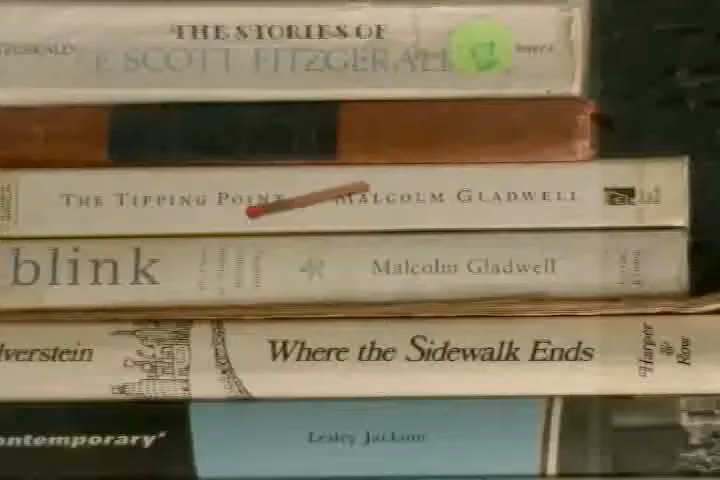 THE STORIES OF
F. SCOTT FITZGERALD
THE TIPPING POINT MALCOLM GLADWELL
blink Malcolm Gladwell
lverstein Where the Sidewalk Ends Harper & Row
ontemporary Lesley Jackson